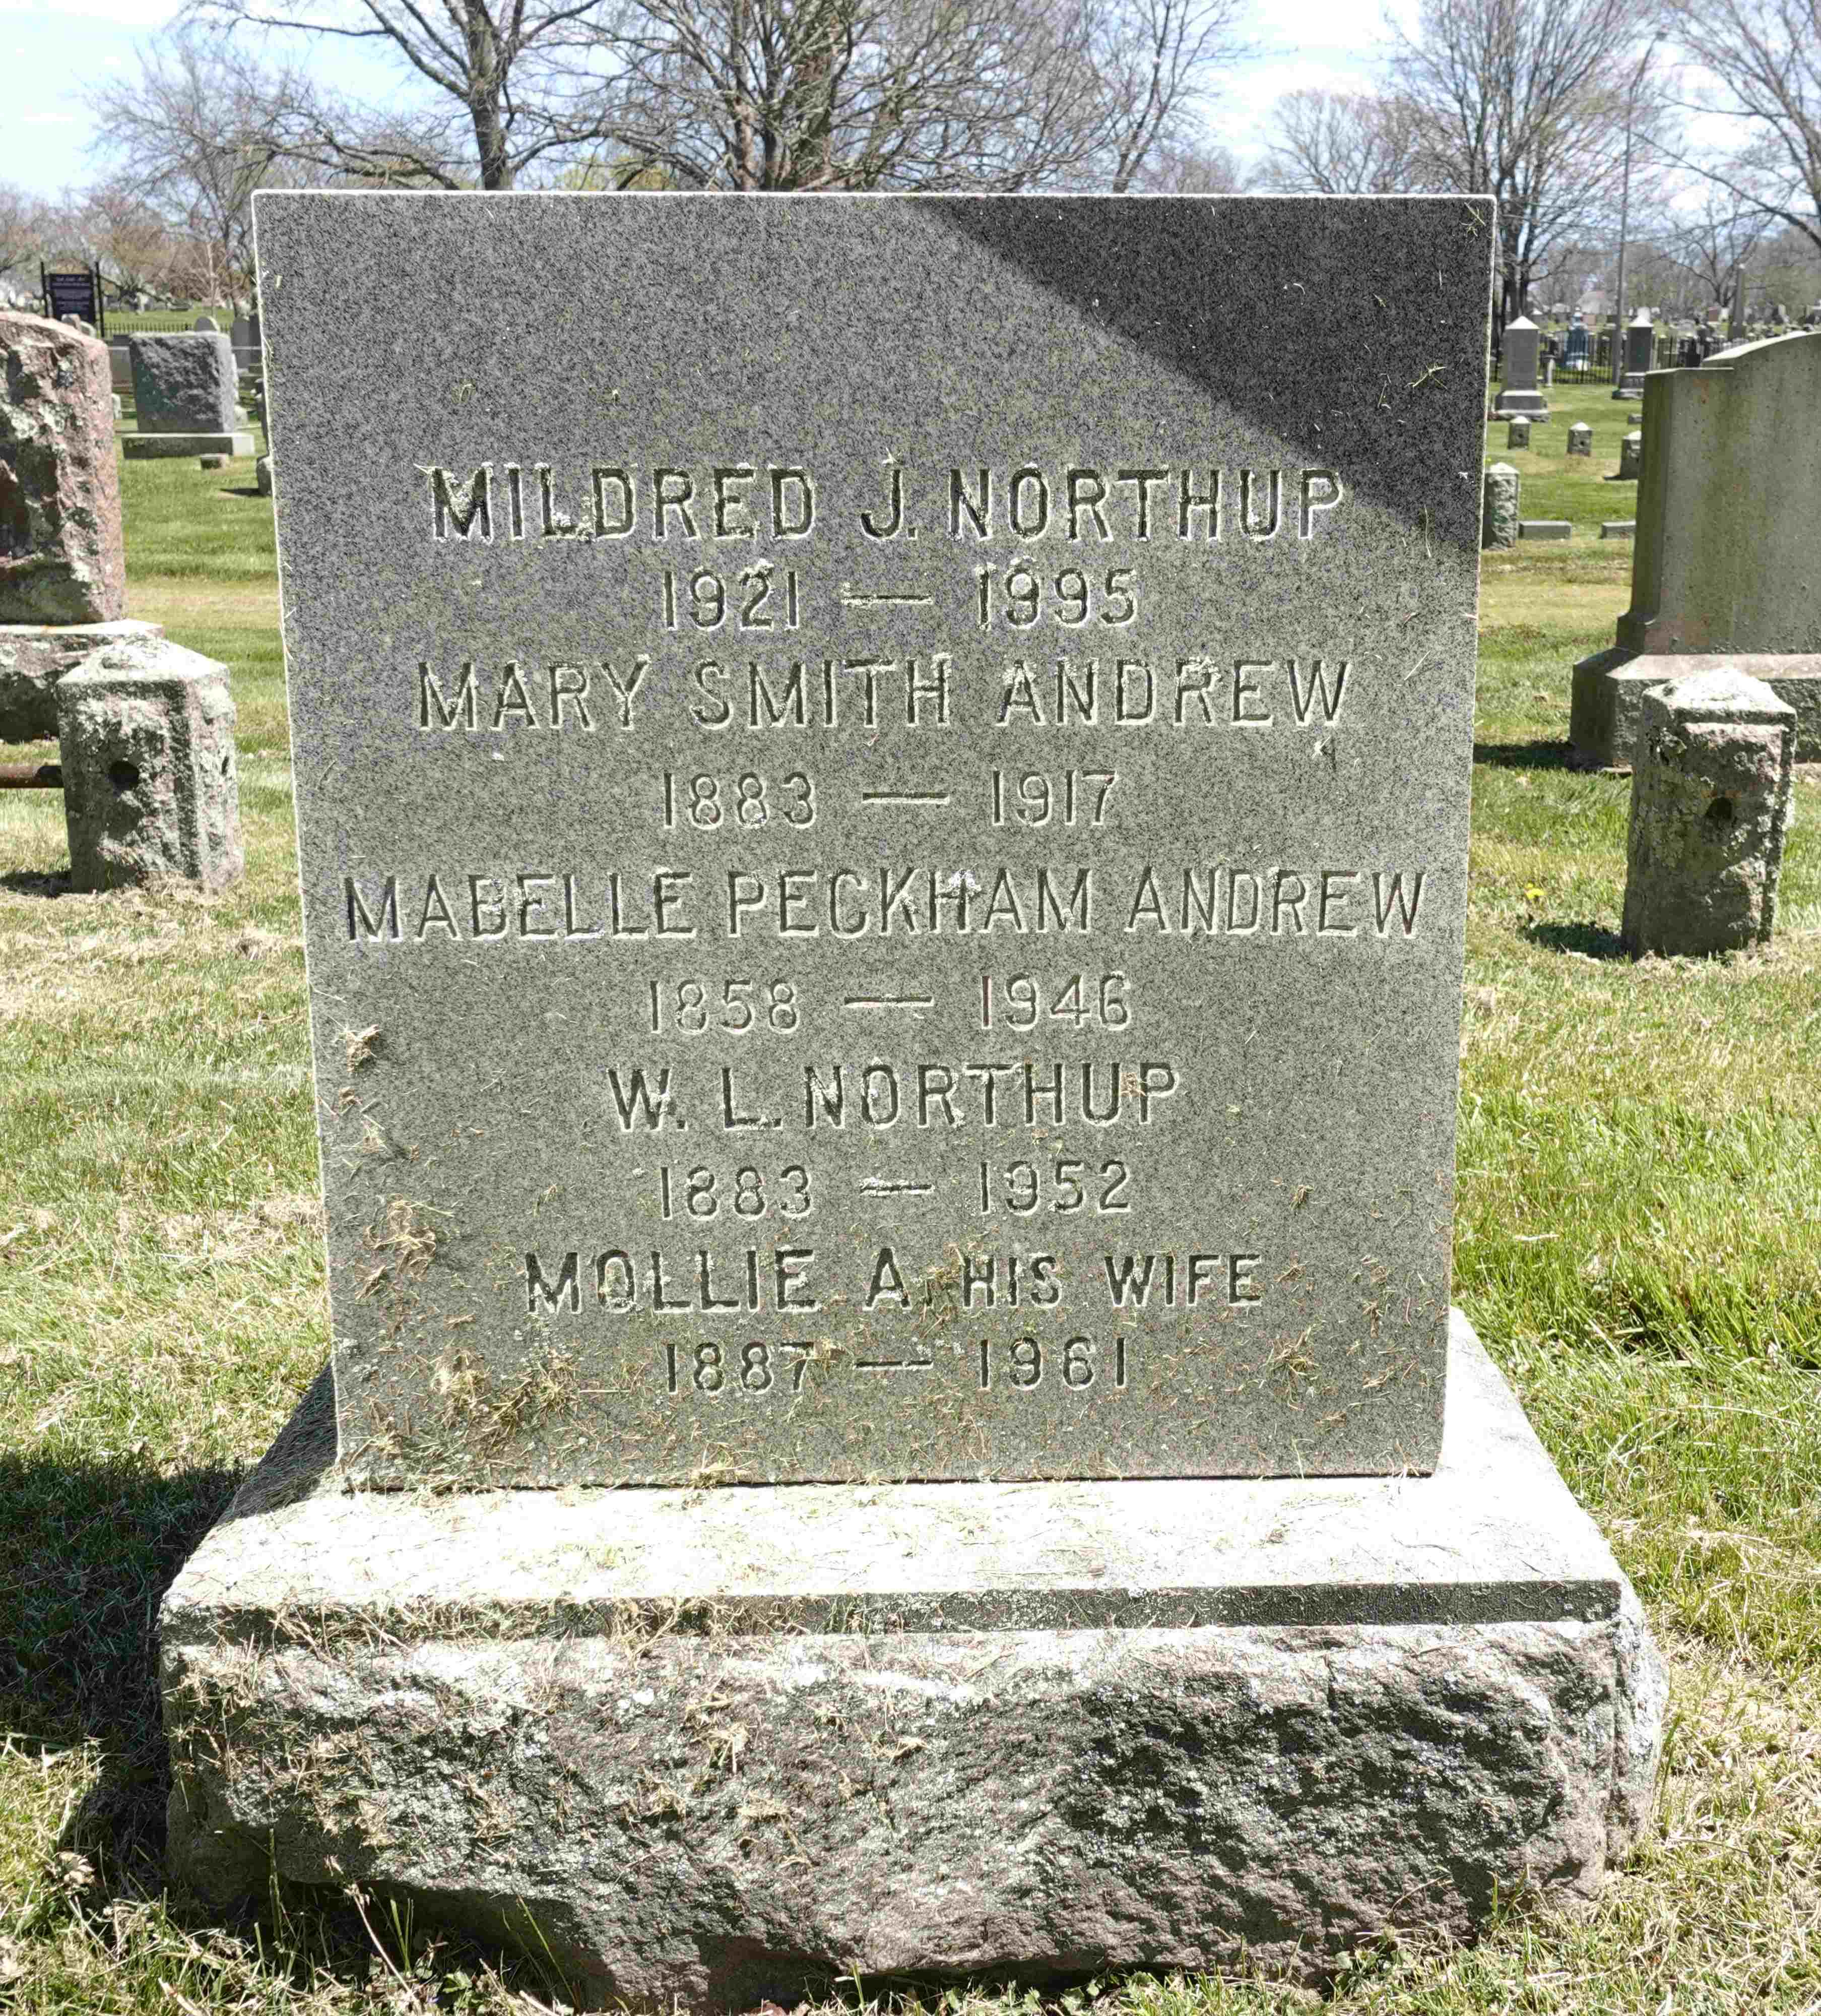 MILDRED J. NORTHUP
1921 — 1995
MARY SMITH ANDREW
1883 — 1917
MABELLE PECKHAM ANDREW
1858 — 1946
W. L. NORTHUP
1883 — 1952
MOLLIE A. HIS WIFE
1887 — 1961